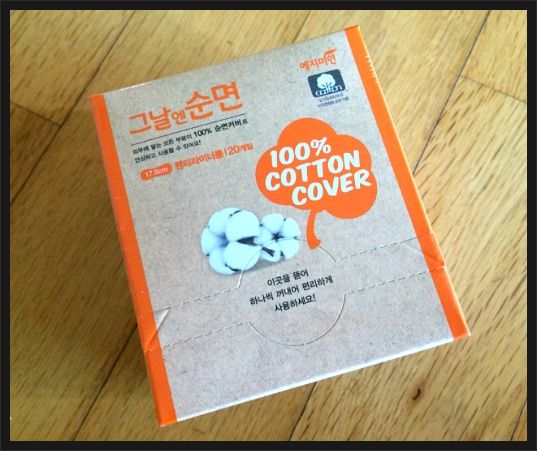 예지미인
cotton
그날엔순면
피부에 닿는 모든 부분이 100% 순면커버로
안심하고 사용할 수 있어요!
17.5cm 팬티라이너롱 | 20개입
100%
COTTON
COVER
이곳을 뜯어
하나씩 꺼내어 편리하게
사용하세요!